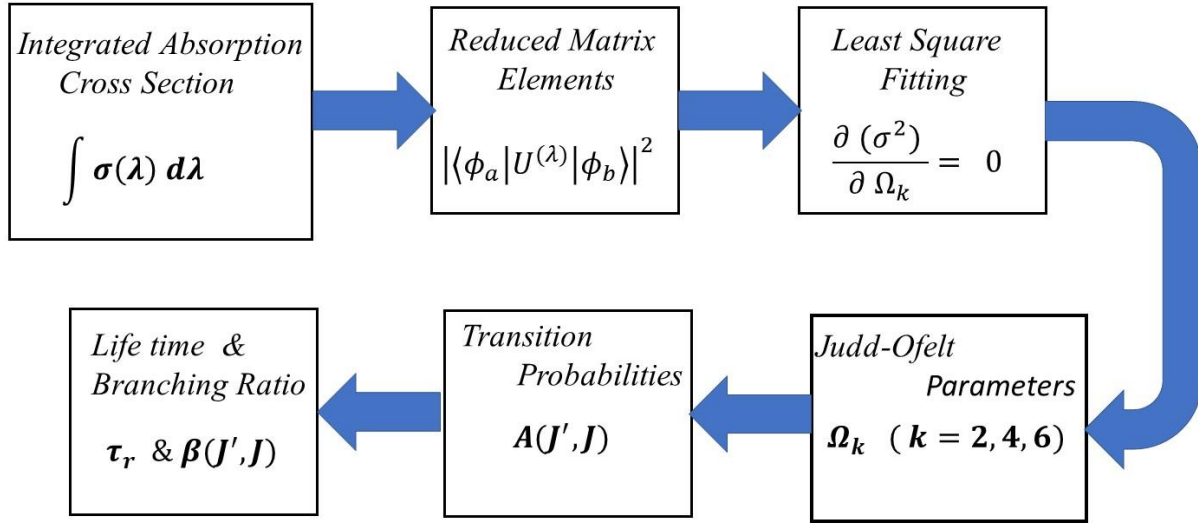 Integrated Absorption
Cross Section
∫ σ(λ) dλ
Reduced Matrix
Elements
|⟨ϕₐ|U^(λ)|ϕ_b⟩|²
Least Square
Fitting
∂ (σ²)
∂ Ωₖ
= 0
Judd-Ofelt
Parameters
Ωₖ ( k = 2, 4, 6)
Transition
Probabilities
A(J′, J)
Life time &
Branching Ratio
τᵣ & β(J′, J)